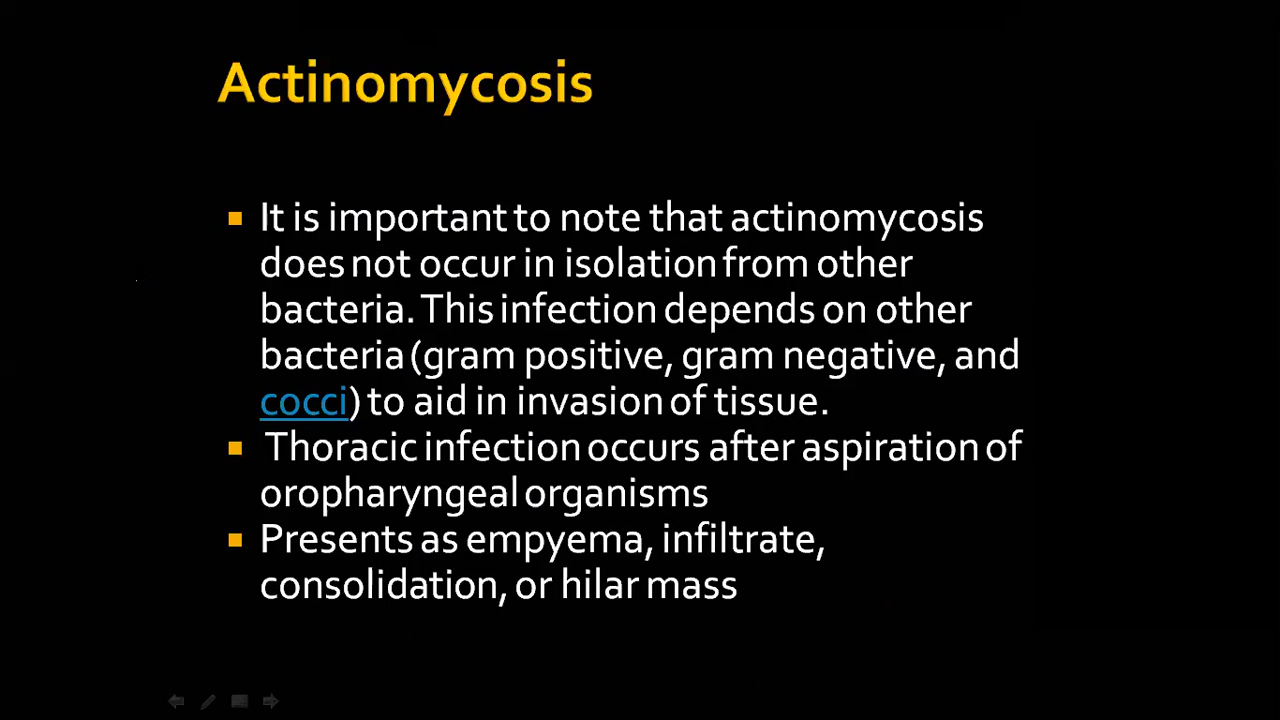 Actinomycosis
It is important to note that actinomycosis
does not occur in isolation from other
bacteria. This infection depends on other
bacteria (gram positive, gram negative, and
cocci) to aid in invasion of tissue.
Thoracic infection occurs after aspiration of
oropharyngeal organisms
Presents as empyema, infiltrate,
consolidation, or hilar mass